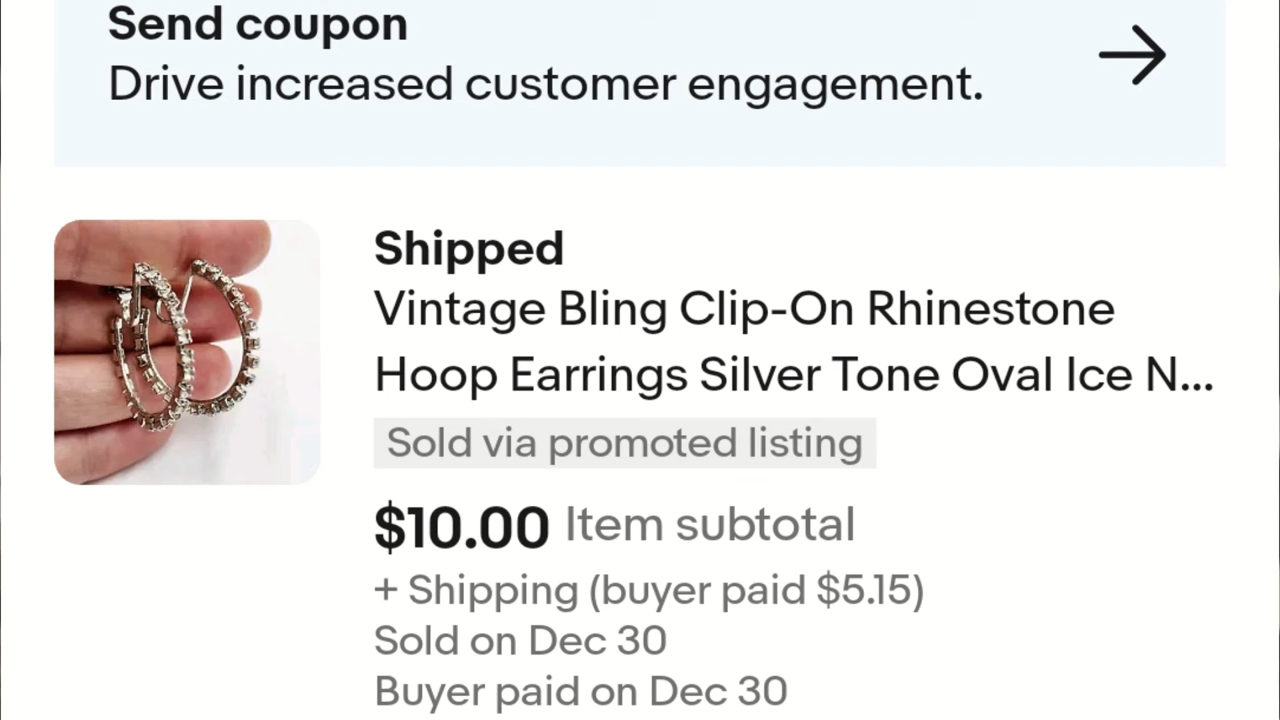 Send coupon
Drive increased customer engagement.
Shipped
Vintage Bling Clip-On Rhinestone
Hoop Earrings Silver Tone Oval Ice N...
Sold via promoted listing
$10.00 Item subtotal
+ Shipping (buyer paid $5.15)
Sold on Dec 30
Buyer paid on Dec 30